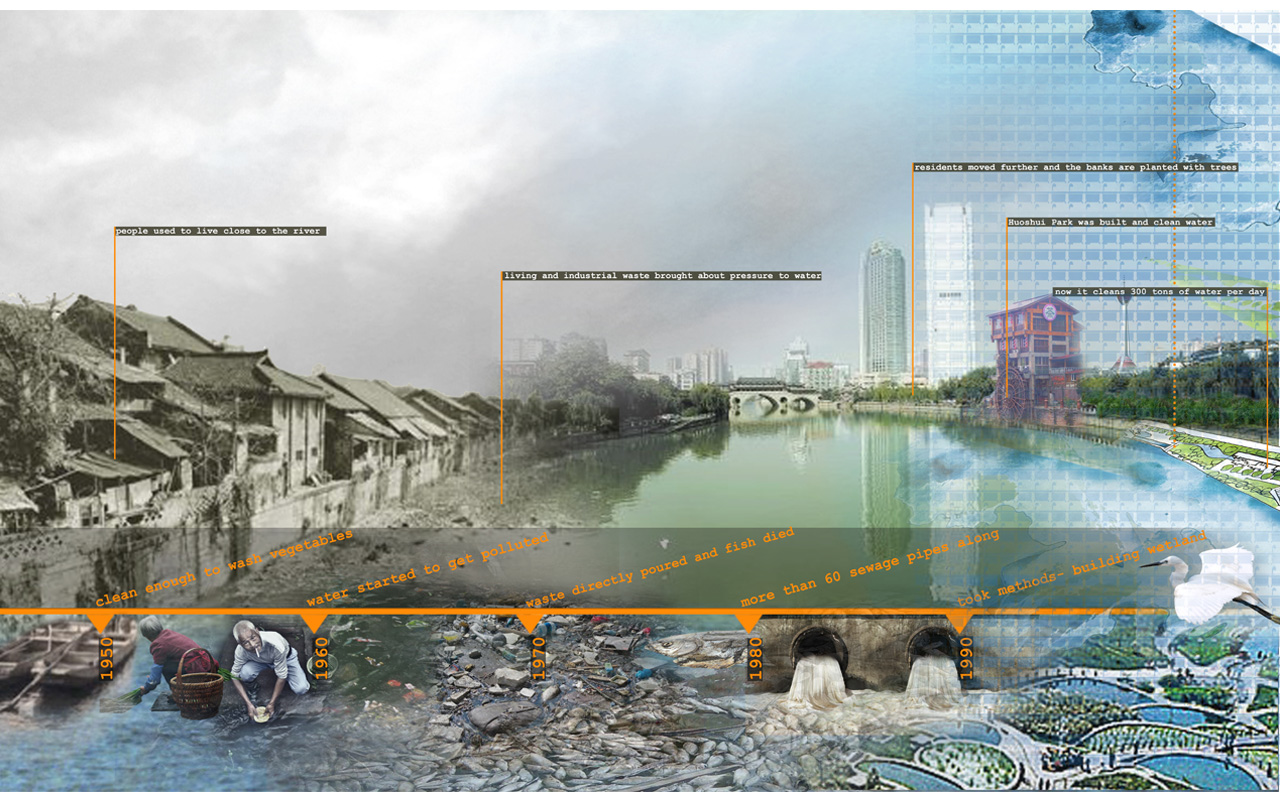 residents moved further and the banks are planted with trees
Huoshui Park was built and clean water
people used to live close to the river
living and industrial waste brought about pressure to water
now it cleans 300 tons of water per day
clean enough to wash vegetables
water started to get polluted
waste directly poured and fish died
more than 60 sewage pipes along
took methods- building wetland
1950
1960
1970
1980
1990